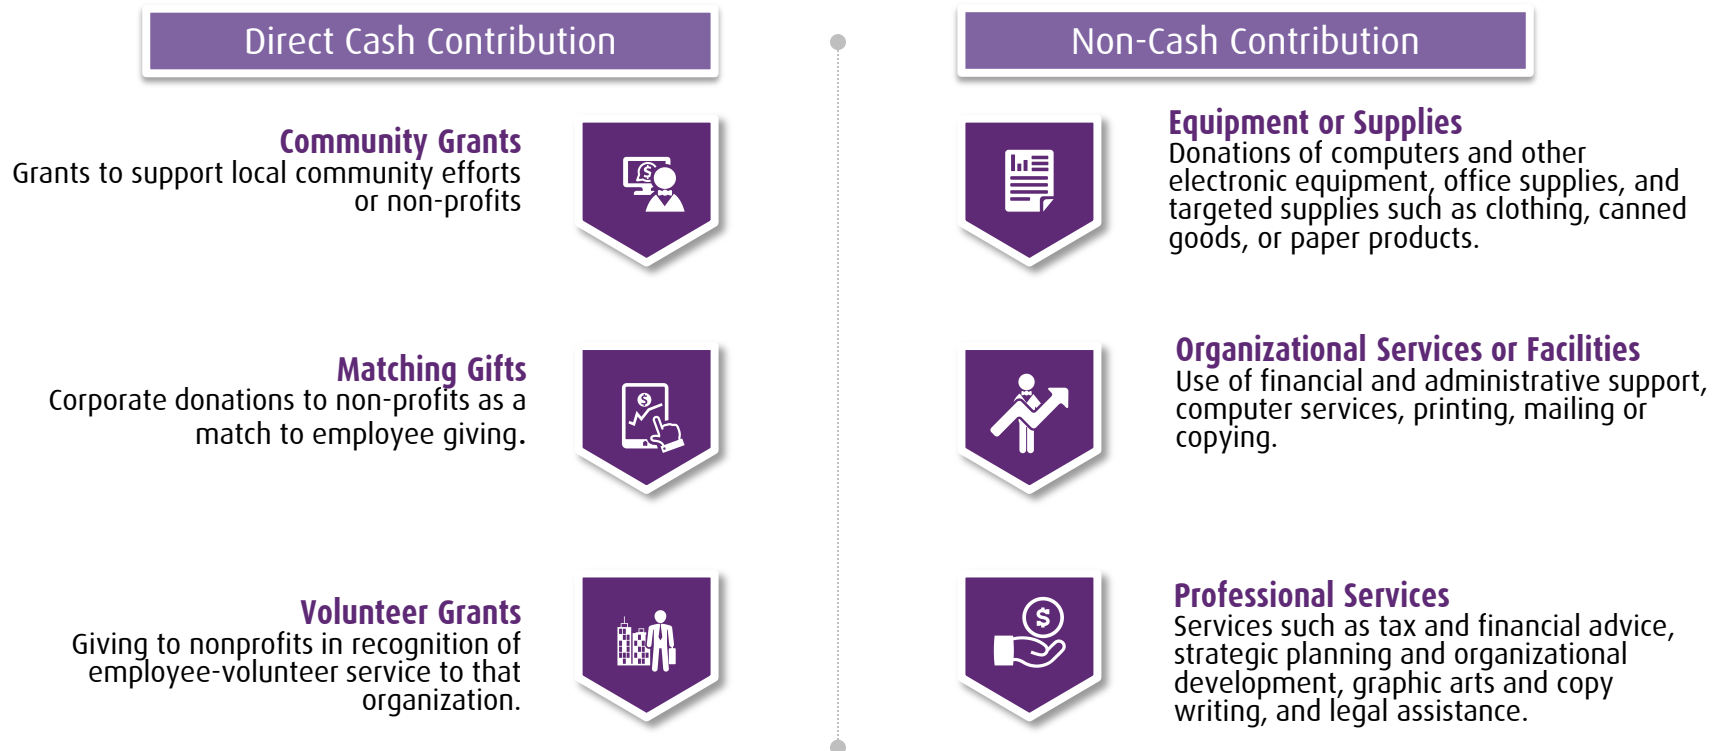 Direct Cash Contribution
Community Grants
Grants to support local community efforts
or non-profits
Matching Gifts
Corporate donations to non-profits as a
match to employee giving.
Volunteer Grants
Giving to nonprofits in recognition of
employee-volunteer service to that
organization.
Non-Cash Contribution
Equipment or Supplies
Donations of computers and other
electronic equipment, office supplies, and
targeted supplies such as clothing, canned
goods, or paper products.
Organizational Services or Facilities
Use of financial and administrative support,
computer services, printing, mailing or
copying.
Professional Services
Services such as tax and financial advice,
strategic planning and organizational
development, graphic arts and copy
writing, and legal assistance.